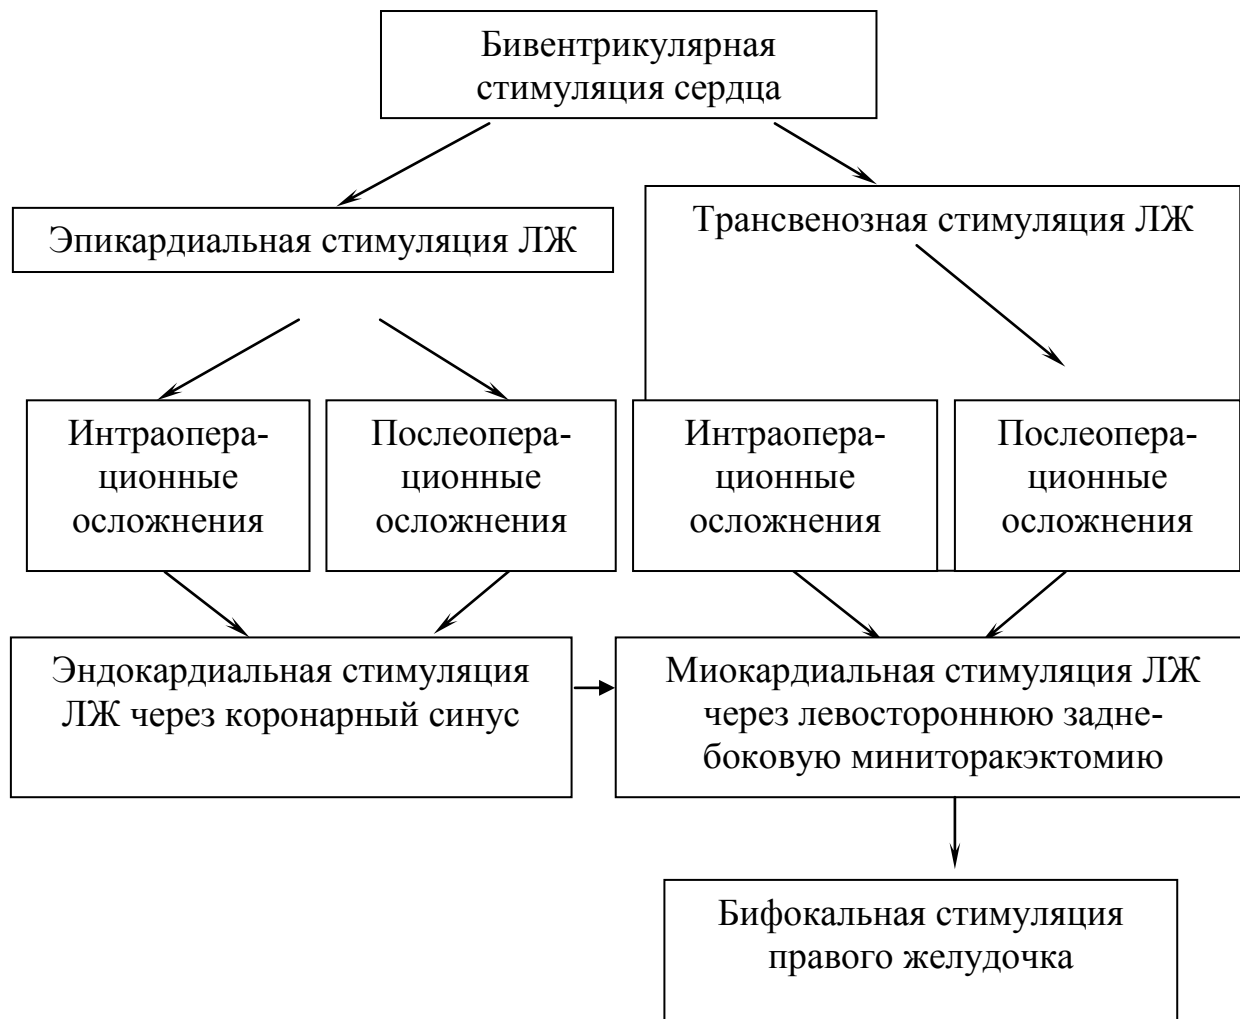 Бивентрикулярная
стимуляция сердца
Эпикардиальная стимуляция ЛЖ
Трансвенозная стимуляция ЛЖ
Интраопера-
ционные
осложнения
Послеопера-
ционные
осложнения
Интраопера-
ционные
осложнения
Послеопера-
ционные
осложнения
Эндокардиальная стимуляция
ЛЖ через коронарный синус
Миокардиальная стимуляция ЛЖ
через левостороннюю задне-
боковую миниторакэктомию
Бифокальная стимуляция
правого желудочка